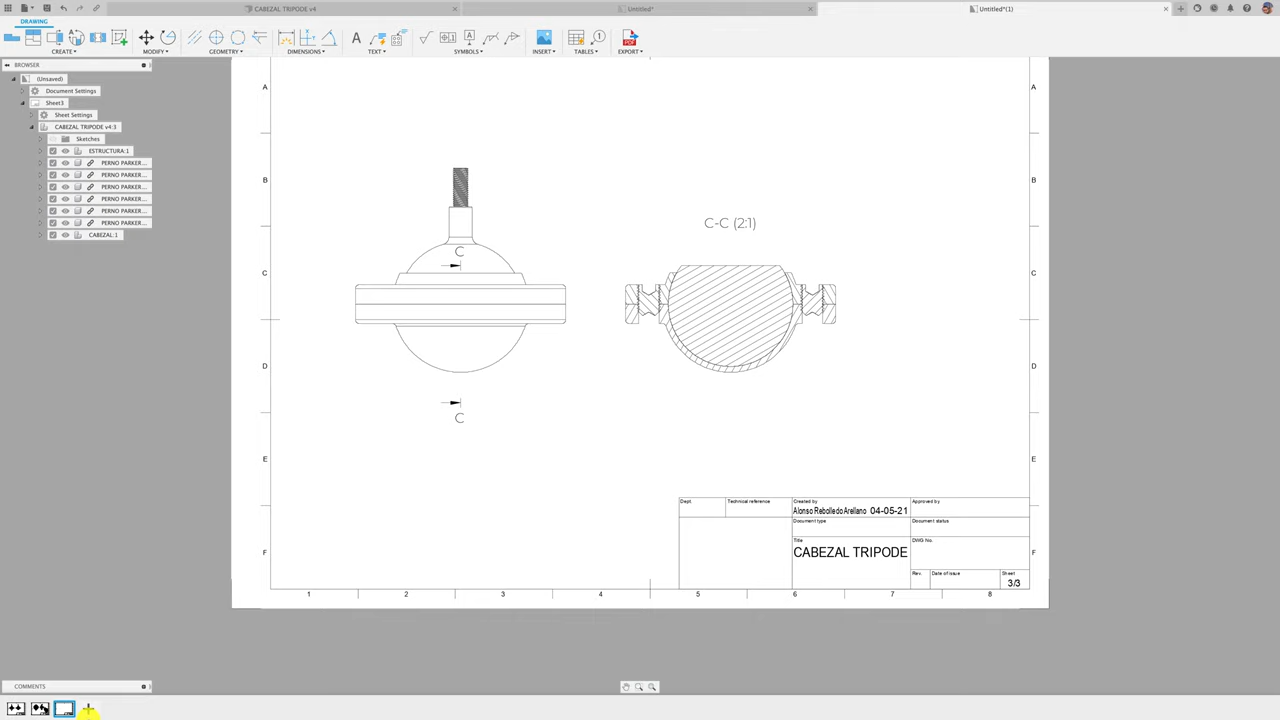 CABEZAL TRIPODE v4
Untitled*
Untitled*(1)
DRAWING
CREATE
MODIFY
GEOMETRY
DIMENSIONS
TEXT
SYMBOLS
INSERT
TABLES
EXPORT
BROWSER
(Unsaved)
Document Settings
Sheet3
Sheet Settings
CABEZAL TRIPODE v4:3
Sketches
ESTRUCTURA:1
PERNO PARKER...
PERNO PARKER...
PERNO PARKER...
PERNO PARKER...
PERNO PARKER...
PERNO PARKER...
CABEZAL:1
A
A
B
B
C-C (2:1)
C
C
C
D
D
C
E
E
Dept.
Technical reference
Created by
Approved by
Alonso Rebolledo Arellano 04-05-21
Document type
Document status
Title
DWG No.
CABEZAL TRIPODE
F
F
Rev.
Date of issue
Sheet
3/3
1
2
3
4
5
6
7
8
COMMENTS